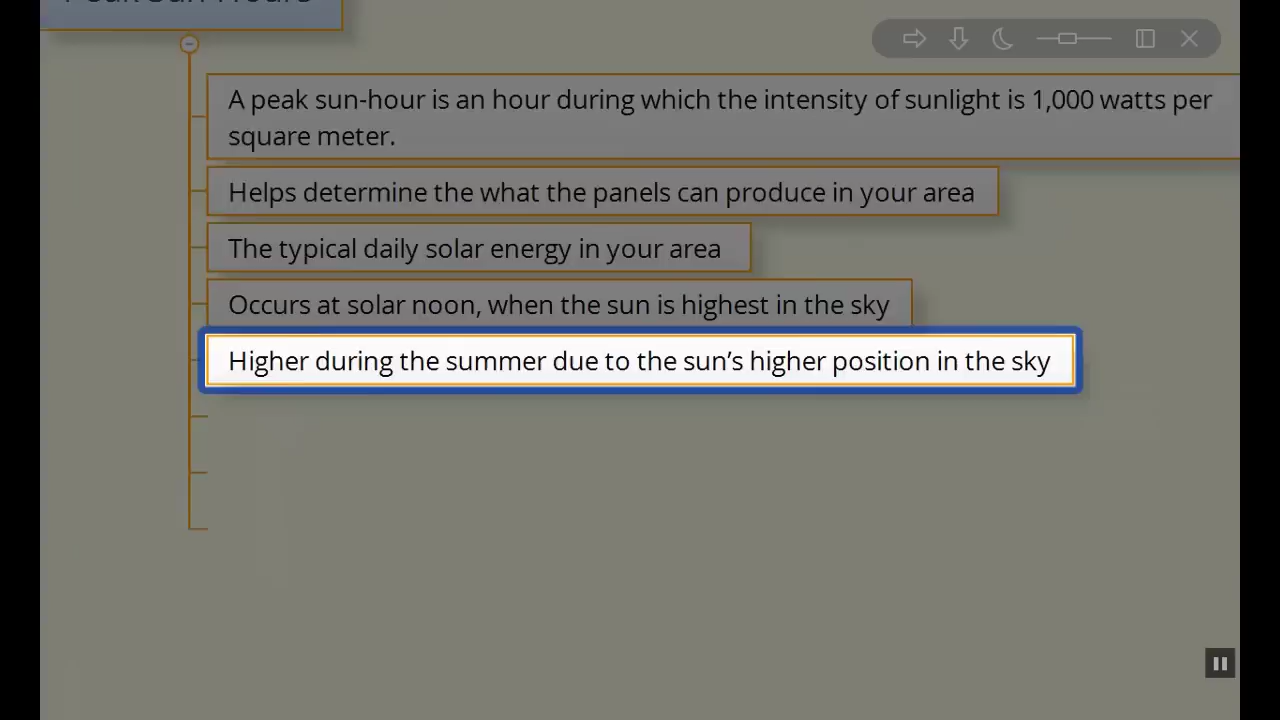 Peak Sun Hours
A peak sun-hour is an hour during which the intensity of sunlight is 1,000 watts per
square meter.
Helps determine the what the panels can produce in your area
The typical daily solar energy in your area
Occurs at solar noon, when the sun is highest in the sky
Higher during the summer due to the sun’s higher position in the sky